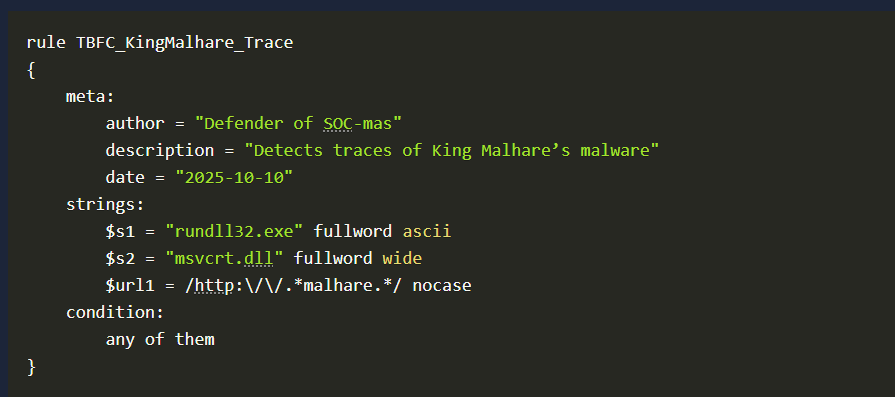 rule TBFC_KingMalhare_Trace
{
    meta:
        author = "Defender of SOC-mas"
        description = "Detects traces of King Malhare’s malware"
        date = "2025-10-10"
    strings:
        $s1 = "rundll32.exe" fullword ascii
        $s2 = "msvcrt.dll" fullword wide
        $url1 = /http:\/\/.*malhare.*/ nocase
    condition:
        any of them
}